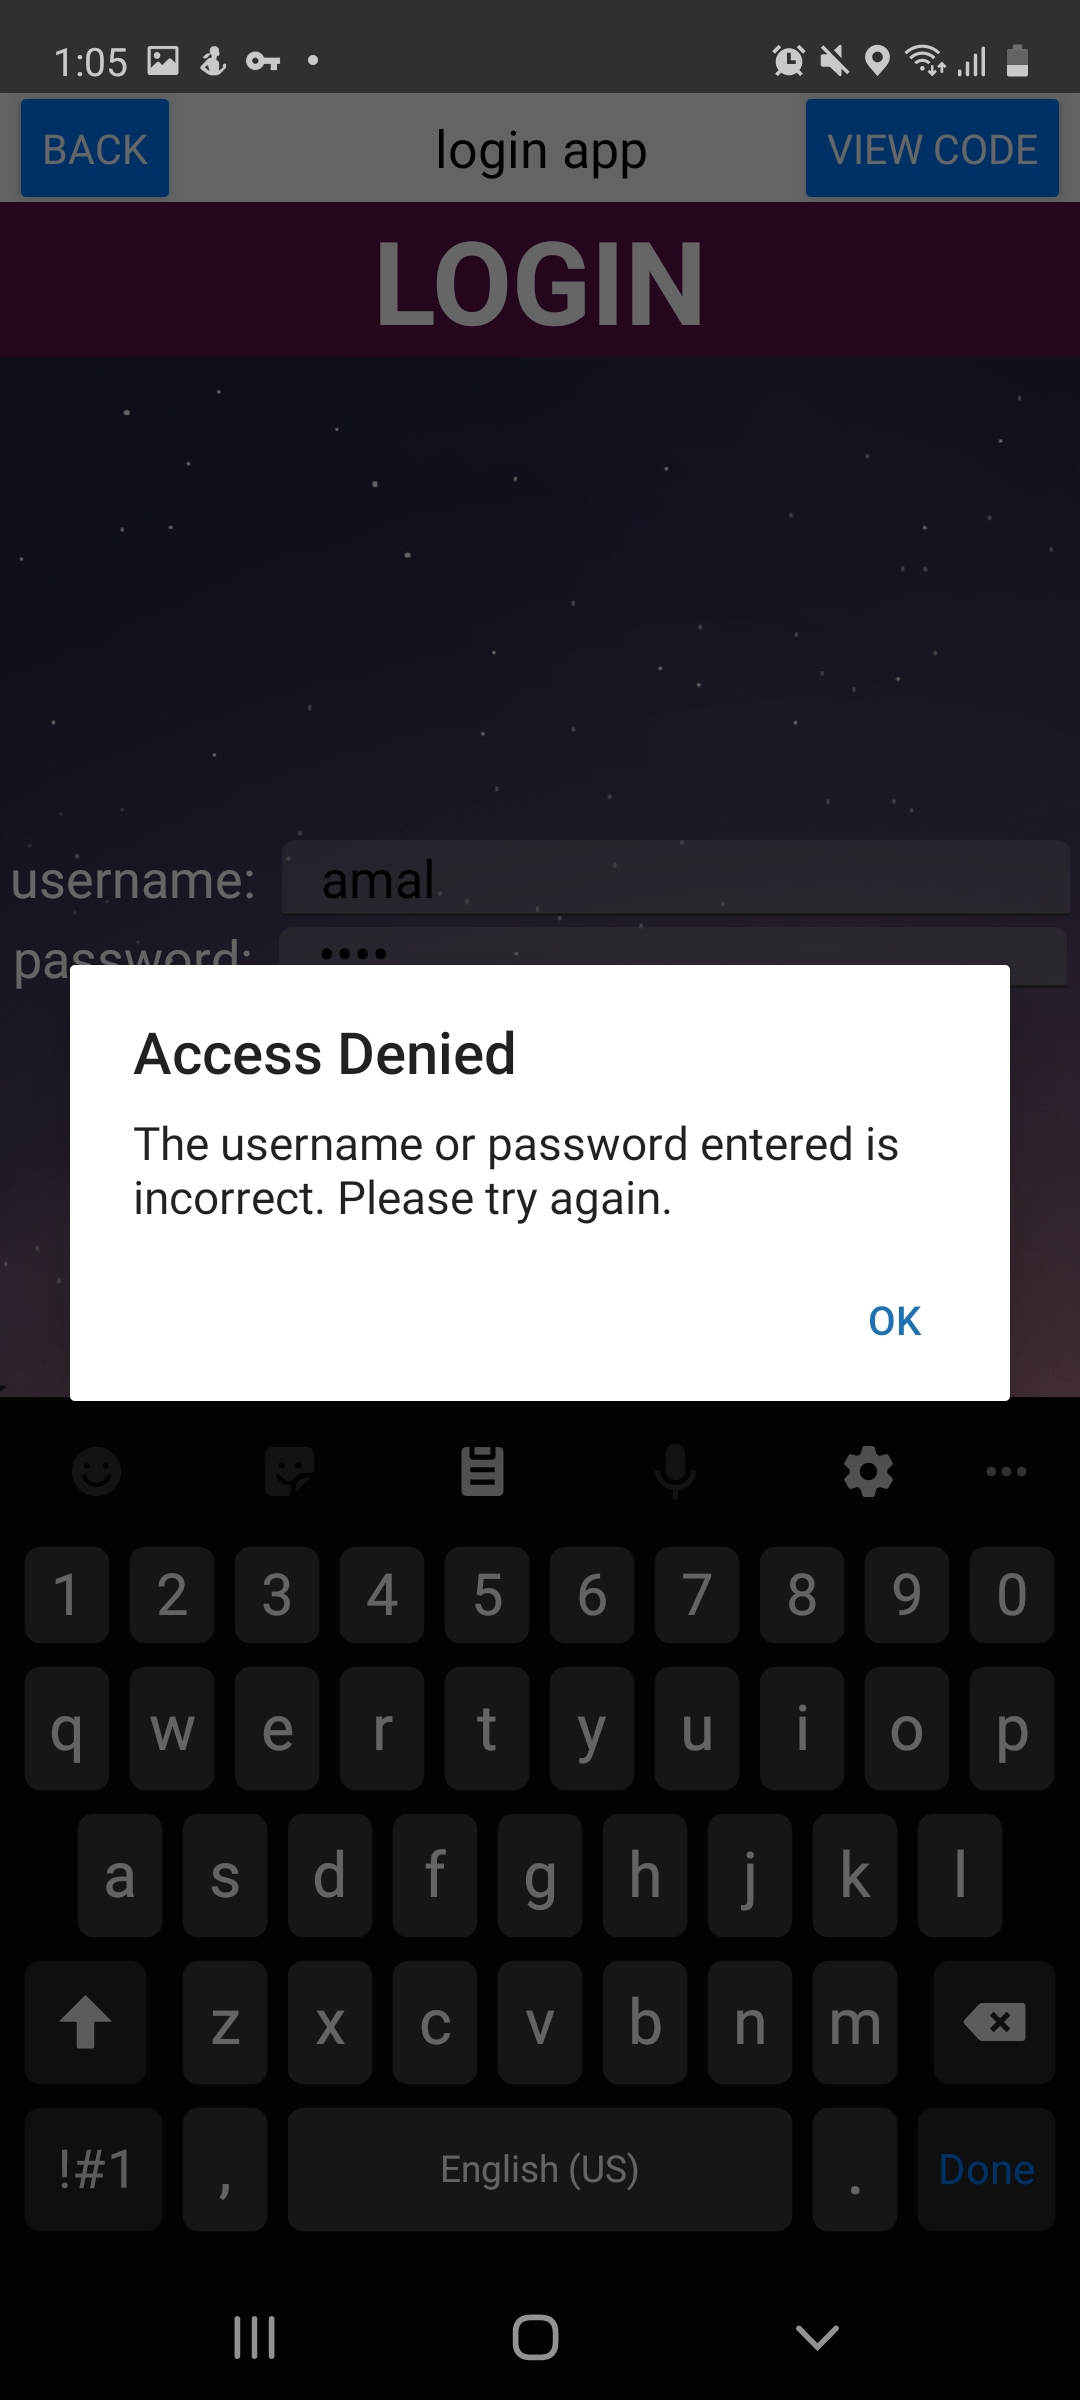 1:05
BACK login app VIEW CODE
LOGIN
username: amal
password: ••••
Access Denied
The username or password entered is
incorrect. Please try again.
OK
1 2 3 4 5 6 7 8 9 0
q w e r t y u i o p
a s d f g h j k l
z x c v b n m
!#1 , English (US) . Done